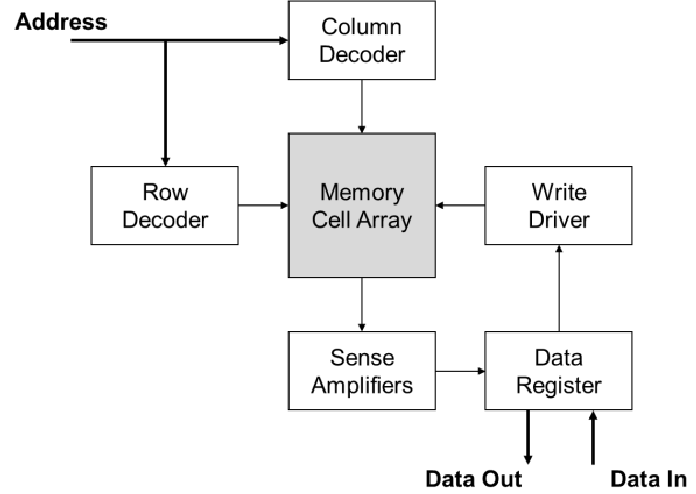 Address
Column
Decoder
Row
Decoder
Memory
Cell Array
Write
Driver
Sense
Amplifiers
Data
Register
Data Out
Data In